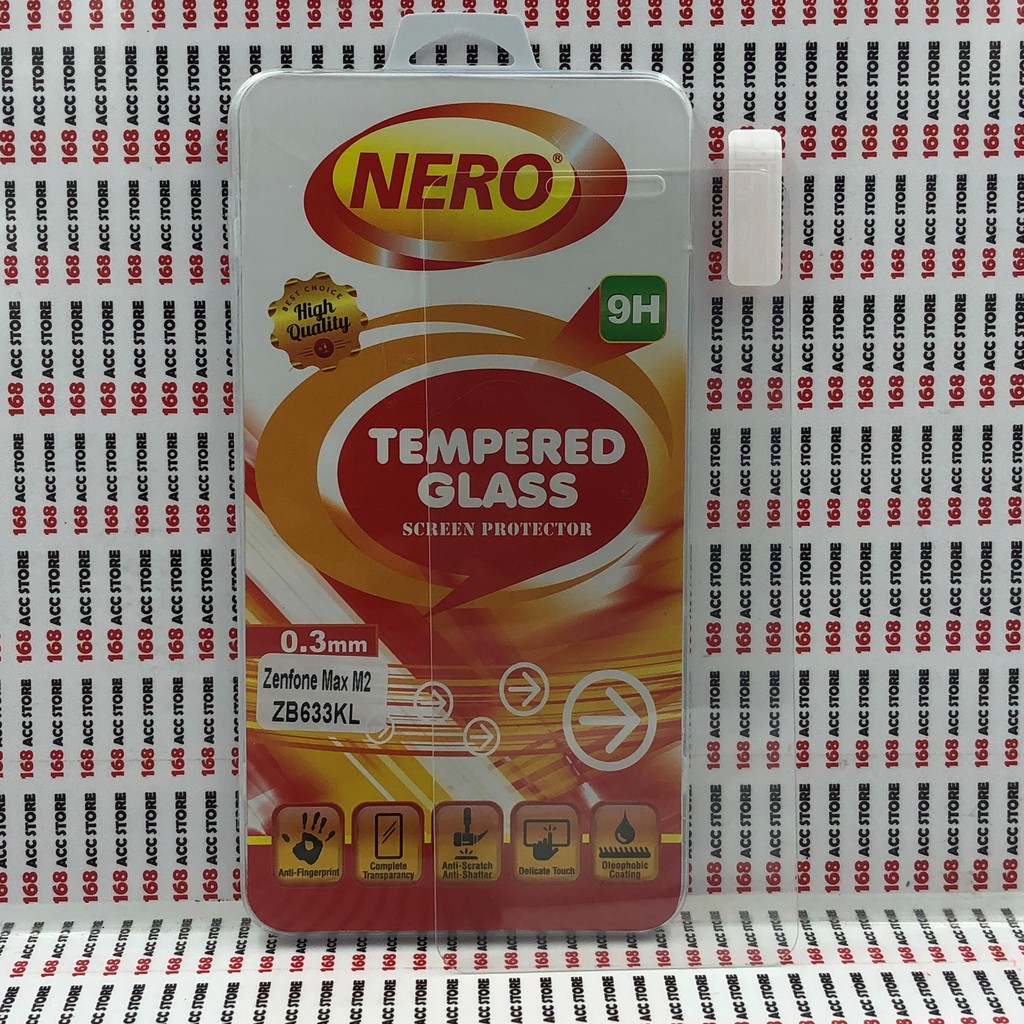 NERO®
BEST CHOICE
High
Quality
9H
TEMPERED
GLASS
SCREEN PROTECTOR
0.3mm
Zenfone Max M2
ZB633KL
Anti-Fingerprint
Complete
Transparancy
Anti-Scratch
Anti-Shatter
Delicate Touch
Oleophobic
Coating
168 ACC STORE